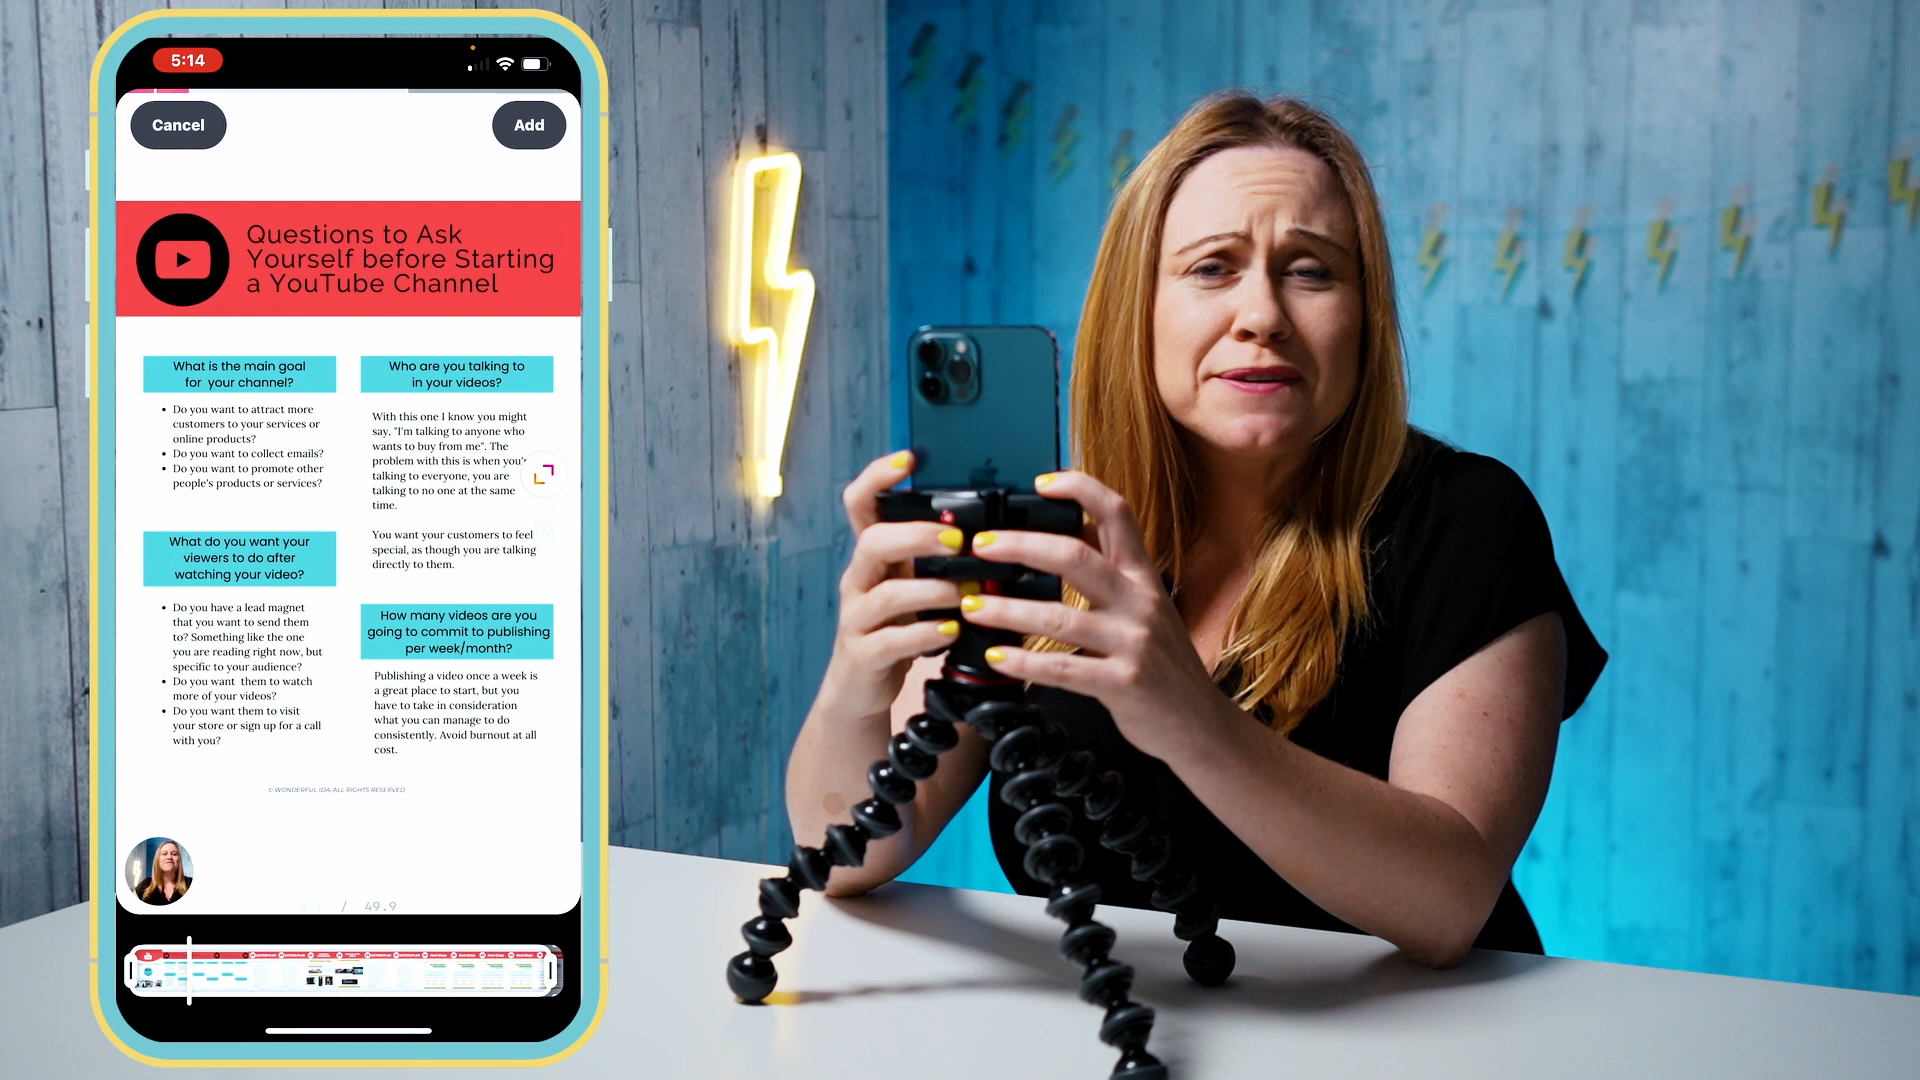 5:14
Cancel
Add
Questions to Ask
Yourself before Starting
a YouTube Channel
What is the main goal
for your channel?
• Do you want to attract more
customers to your services or
online products?
• Do you want to collect emails?
• Do you want to promote other
people's products or services?
What do you want your
viewers to do after
watching your video?
• Do you have a lead magnet
that you want to send them
to? Something like the one
you are reading right now, but
specific to your audience?
• Do you want them to watch
more of your videos?
• Do you want them to visit
your store or sign up for a call
with you?
Who are you talking to
in your videos?
With this one I know you might
say, "I'm talking to anyone who
wants to buy from me". The
problem with this is when you're
talking to everyone, you are
talking to no one at the same
time.
You want your customers to feel
special, as though you are talking
directly to them.
How many videos are you
going to commit to publishing
per week/month?
Publishing a video once a week is
a great place to start, but you
have to take in consideration
what you can manage to do
consistently. Avoid burnout at all
cost.
© WONDERFUL IDA, ALL RIGHTS RESERVED
/ 49.9